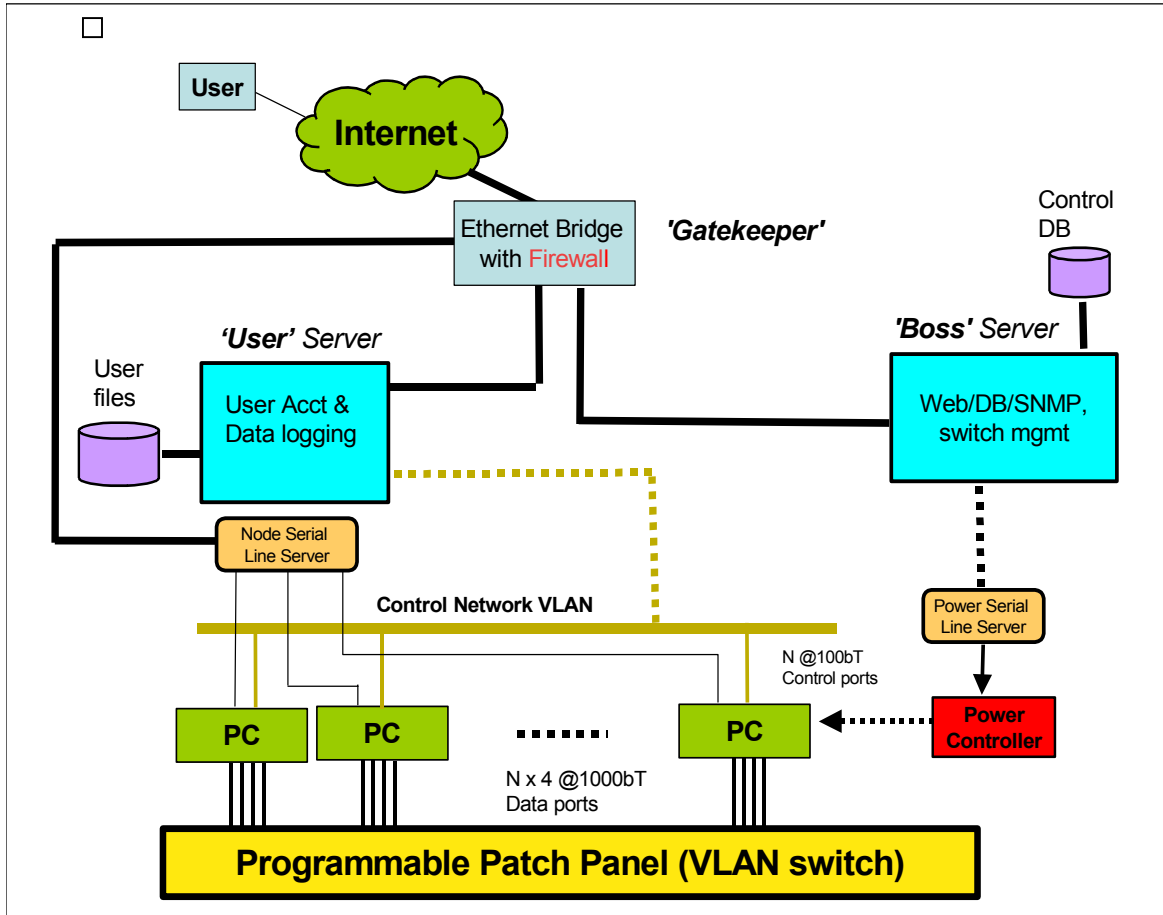 User
Internet
Ethernet Bridge
with Firewall
'Gatekeeper'
Control
DB
‘User’ Server
'Boss' Server
User
files
User Acct &
Data logging
Web/DB/SNMP,
switch mgmt
Node Serial
Line Server
Control Network VLAN
Power Serial
Line Server
N @100bT
Control ports
PC
PC
PC
Power
Controller
N x 4 @1000bT
Data ports
Programmable Patch Panel (VLAN switch)